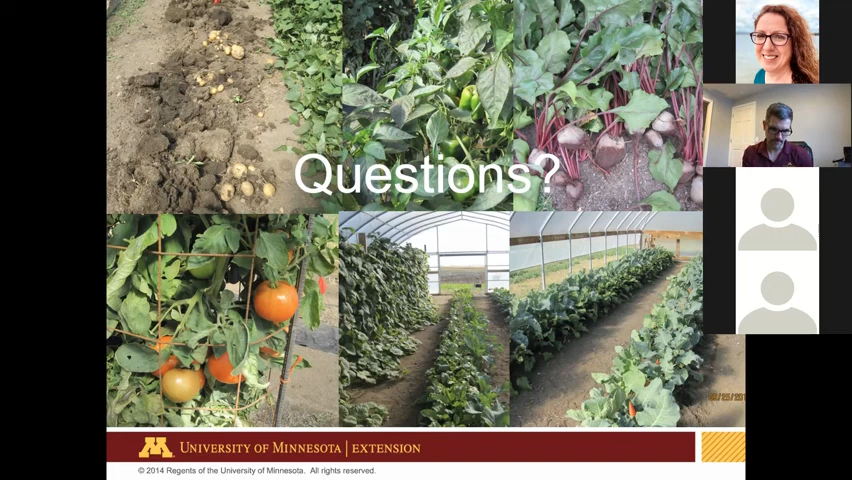 Questions?
UNIVERSITY OF MINNESOTA | EXTENSION
© 2014 Regents of the University of Minnesota. All rights reserved.